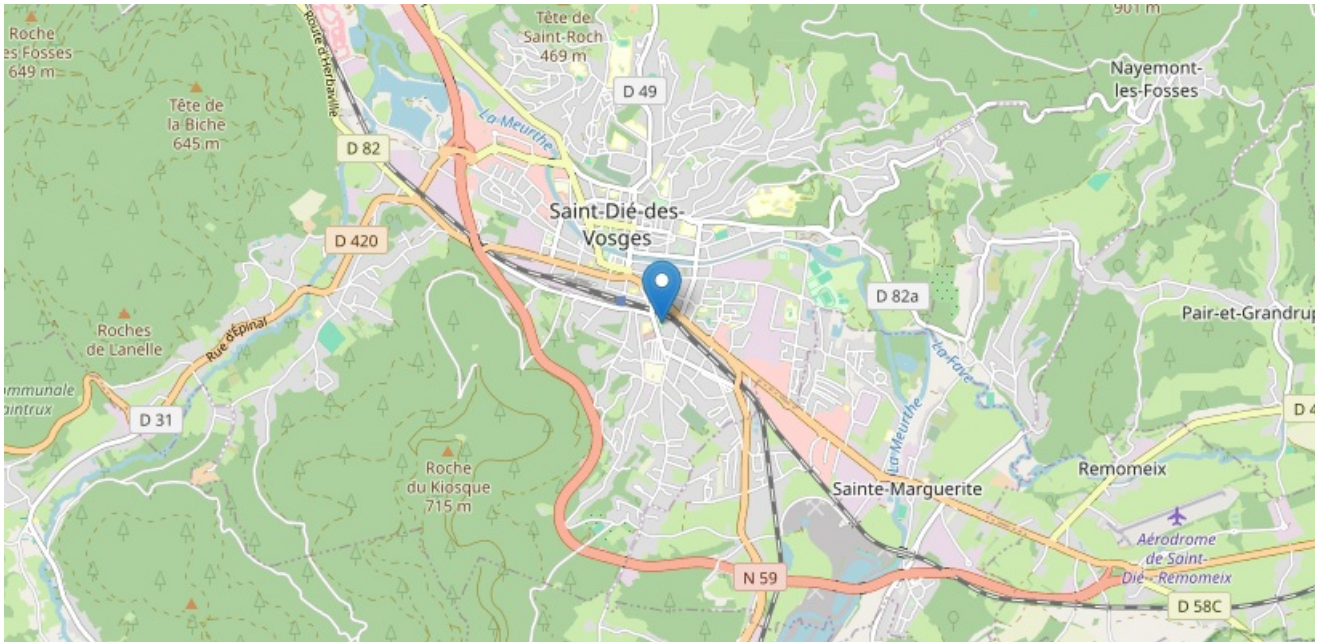 Roche
es Fosses
649 m
Tête de
Saint-Roch
469 m
901 m
Route d'Herbaville
Nayemont-
les-Fosses
D 49
Tête de
la Biche
645 m
La Meurthe
D 82
Saint-Dié-des-
Vosges
D 420
D 82a
Pair-et-Grandrup
Roches
de Lanelle
Rue d'Épinal
La Fave
ommunale
aintrux
D 31
D 4
La Meurthe
Roche
du Kiosque
715 m
Remomeix
Sainte-Marguerite
Aérodrome
de Saint-
Dié - Remomeix
N 59
D 58C